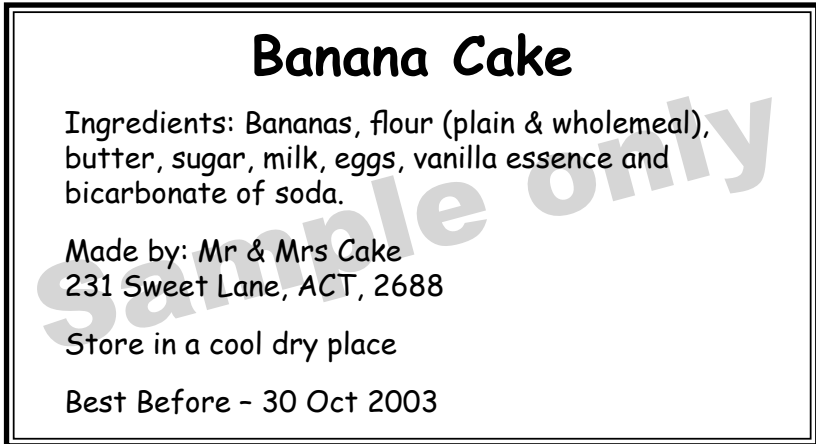 Banana Cake
Ingredients: Bananas, flour (plain & wholemeal),
butter, sugar, milk, eggs, vanilla essence and
bicarbonate of soda.
Made by: Mr & Mrs Cake
231 Sweet Lane, ACT, 2688
Store in a cool dry place
Best Before – 30 Oct 2003
Sample only